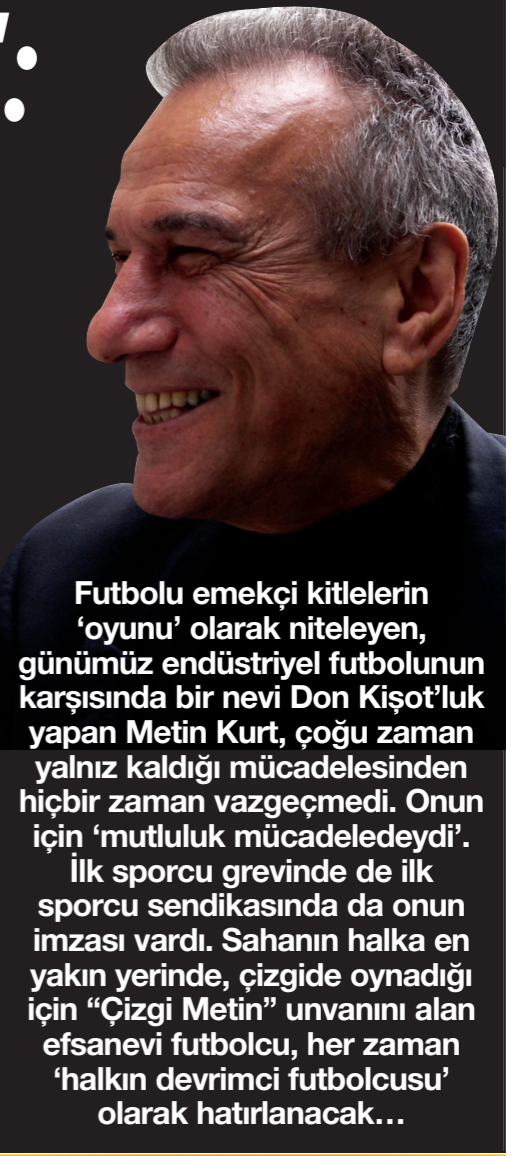 Futbolu emekçi kitlelerin
‘oyunu’ olarak niteleyen,
günümüz endüstriyel futbolunun
karşısında bir nevi Don Kişot’luk
yapan Metin Kurt, çoğu zaman
yalnız kaldığı mücadelesinden
hiçbir zaman vazgeçmedi. Onun
için ‘mutluluk mücadeledeydi’.
İlk sporcu grevinde de ilk
sporcu sendikasında da onun
imzası vardı. Sahanın halka en
yakın yerinde, çizgide oynadığı
için “Çizgi Metin” unvanını alan
efsanevi futbolcu, her zaman
‘halkın devrimci futbolcusu’
olarak hatırlanacak…